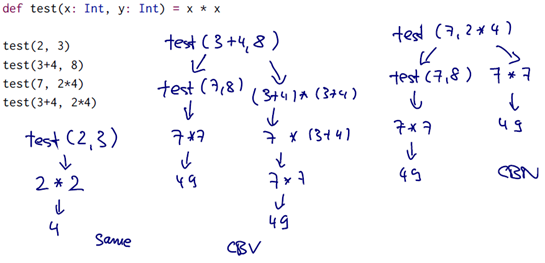 def test(x: Int, y: Int) = x * x
test(2, 3)
test(3+4, 8)
test(7, 2*4)
test(3+4, 2*4)
test (2,3)
2 * 2
4
same
test (3+4, 8)
test (7,8) (3+4) * (3+4)
7*7 7 * (3+4)
49 7 * 7
49
CBV
test (7, 2*4)
test (7,8) 7 * 7
7*7 49
49
CBN